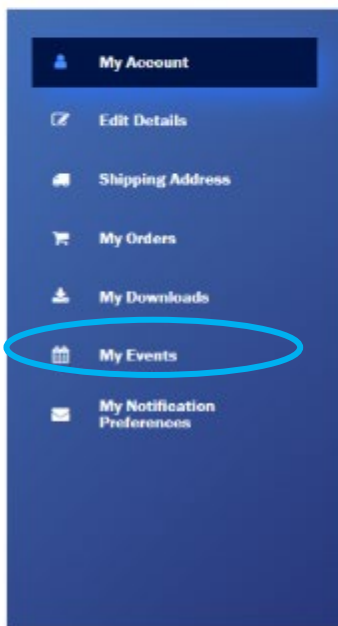 My Account
Edit Details
Shipping Address
My Orders
My Downloads
My Events
My Notification
Preferences